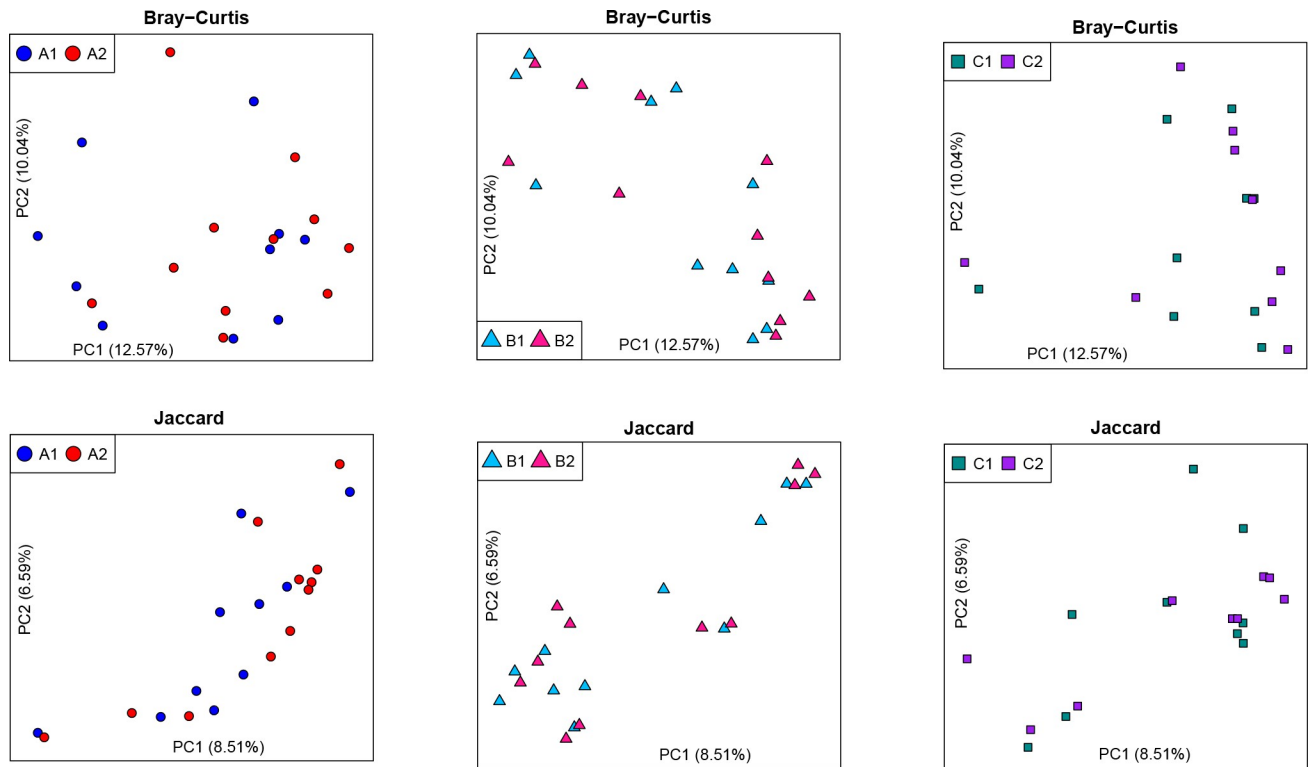 Bray−Curtis
A1 A2
PC2 (10.04%)
PC1 (12.57%)
Bray−Curtis
PC2 (10.04%)
B1 B2
PC1 (12.57%)
Bray−Curtis
C1 C2
PC2 (10.04%)
PC1 (12.57%)
Jaccard
A1 A2
PC2 (6.59%)
PC1 (8.51%)
Jaccard
B1 B2
PC2 (6.59%)
PC1 (8.51%)
Jaccard
C1 C2
PC2 (6.59%)
PC1 (8.51%)